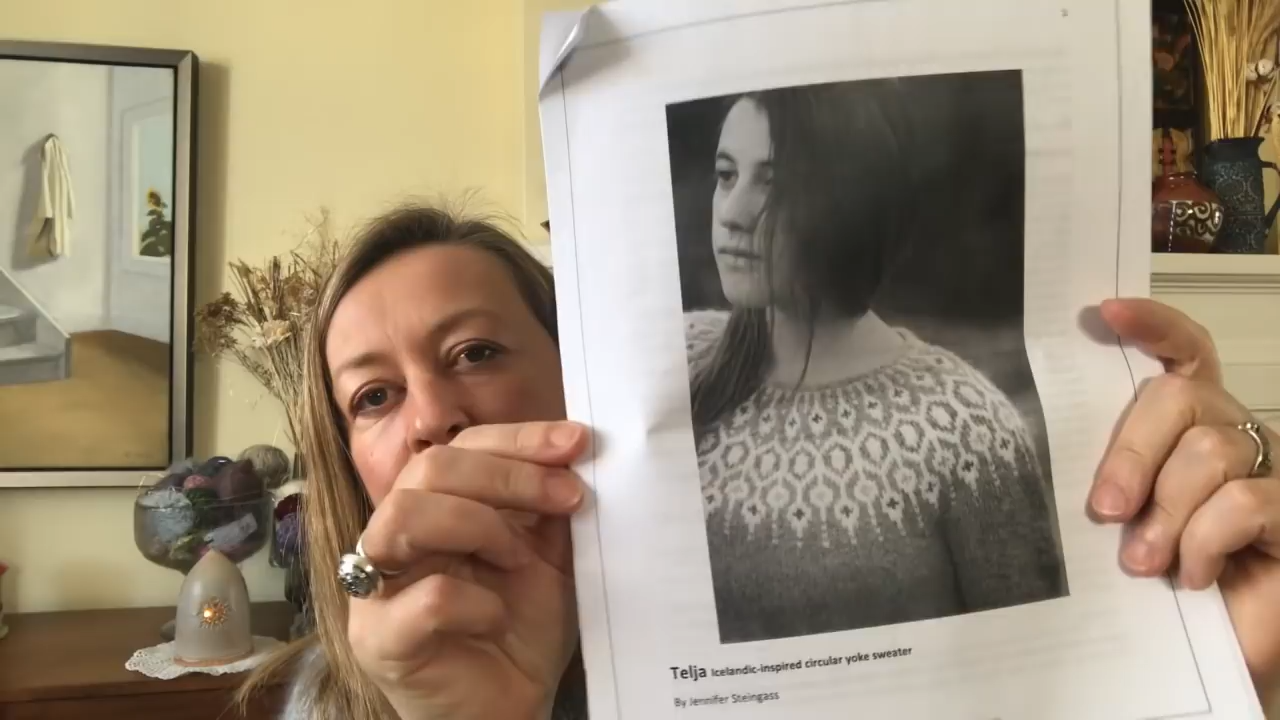 Telja Icelandic-inspired circular yoke sweater
By Jennifer Steingass